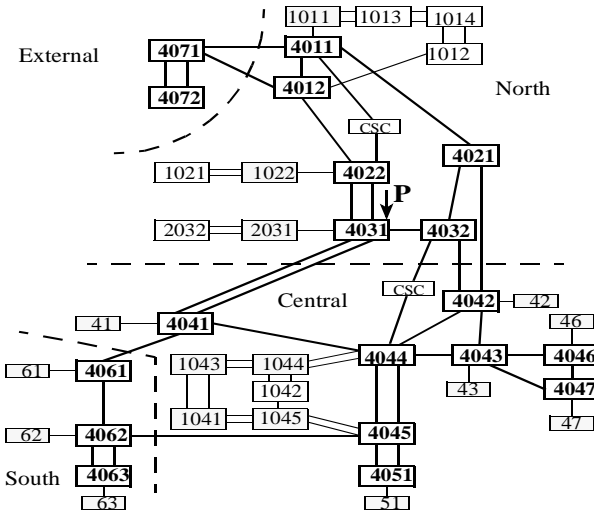 1011 1013 1014
External 4071 4011 1012
4072 4012 North
CSC 4021
1021 1022 4022
P
2032 2031 4031 4032
Central CSC 4042 42
41 4041 46
61 4061 1043 1044 4044 4043 4046
1042 43 4047
1041 1045 47
62 4062 4045
South 4063 4051
63 51